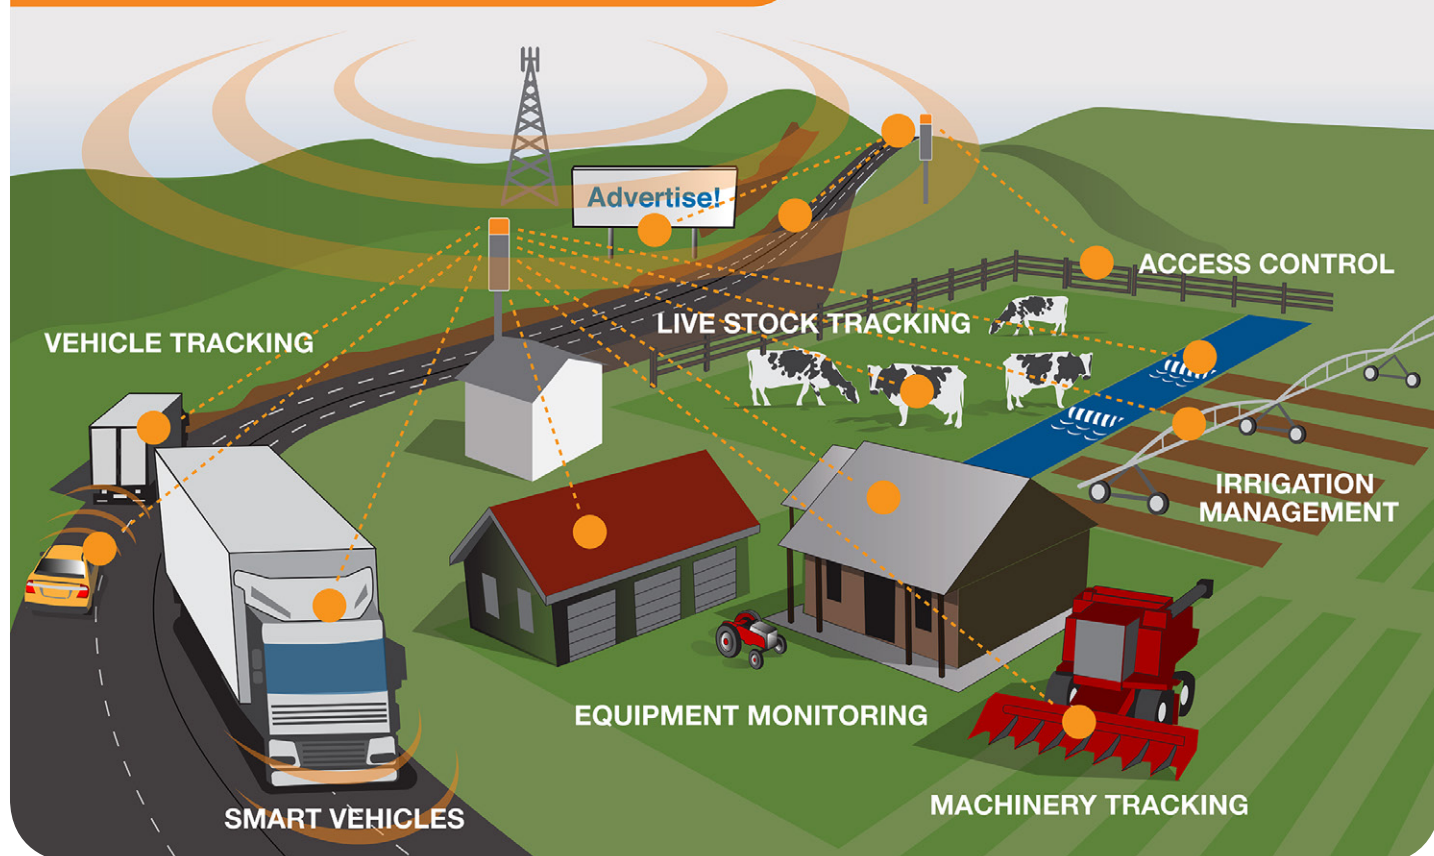 Advertise!
ACCESS CONTROL
VEHICLE TRACKING
LIVE STOCK TRACKING
IRRIGATION
MANAGEMENT
EQUIPMENT MONITORING
MACHINERY TRACKING
SMART VEHICLES